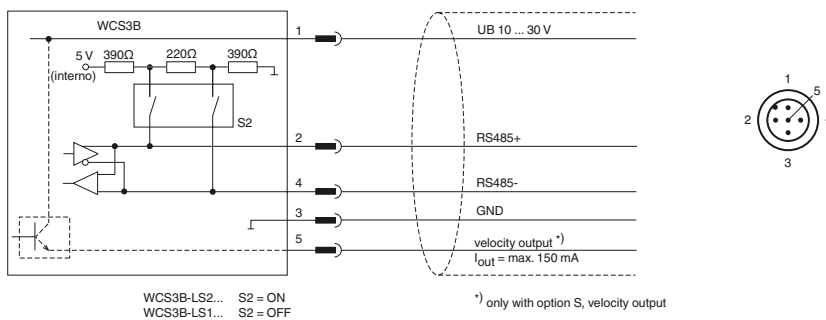 WCS3B
1
UB 10 ... 30 V
5 V 390Ω 220Ω 390Ω
(interno)
S2
2
RS485+
4
RS485-
3
GND
5
velocity output *)
Iout = max. 150 mA
WCS3B-LS2... S2 = ON
WCS3B-LS1... S2 = OFF
*) only with option S, velocity output
1
5
2
3